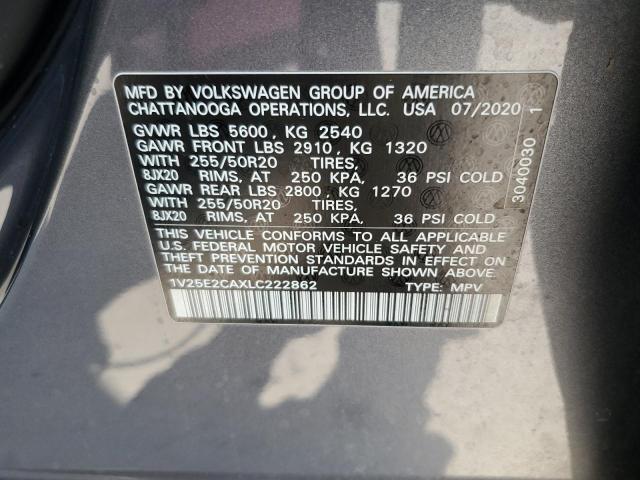 MFD BY VOLKSWAGEN GROUP OF AMERICA
CHATTANOOGA OPERATIONS, LLC. USA 07/2020 1
GVWR LBS 5600, KG 2540
GAWR FRONT LBS 2910, KG 1320
WITH 255/50R20 TIRES,
8JX20 RIMS, AT 250 KPA, 36 PSI COLD
GAWR REAR LBS 2800, KG 1270
WITH 255/50R20 TIRES,
8JX20 RIMS, AT 250 KPA, 36 PSI COLD
3040030
THIS VEHICLE CONFORMS TO ALL APPLICABLE
U.S. FEDERAL MOTOR VEHICLE SAFETY AND
THEFT PREVENTION STANDARDS IN EFFECT ON
THE DATE OF MANUFACTURE SHOWN ABOVE.
1V25E2CAXLC222862 TYPE: MPV